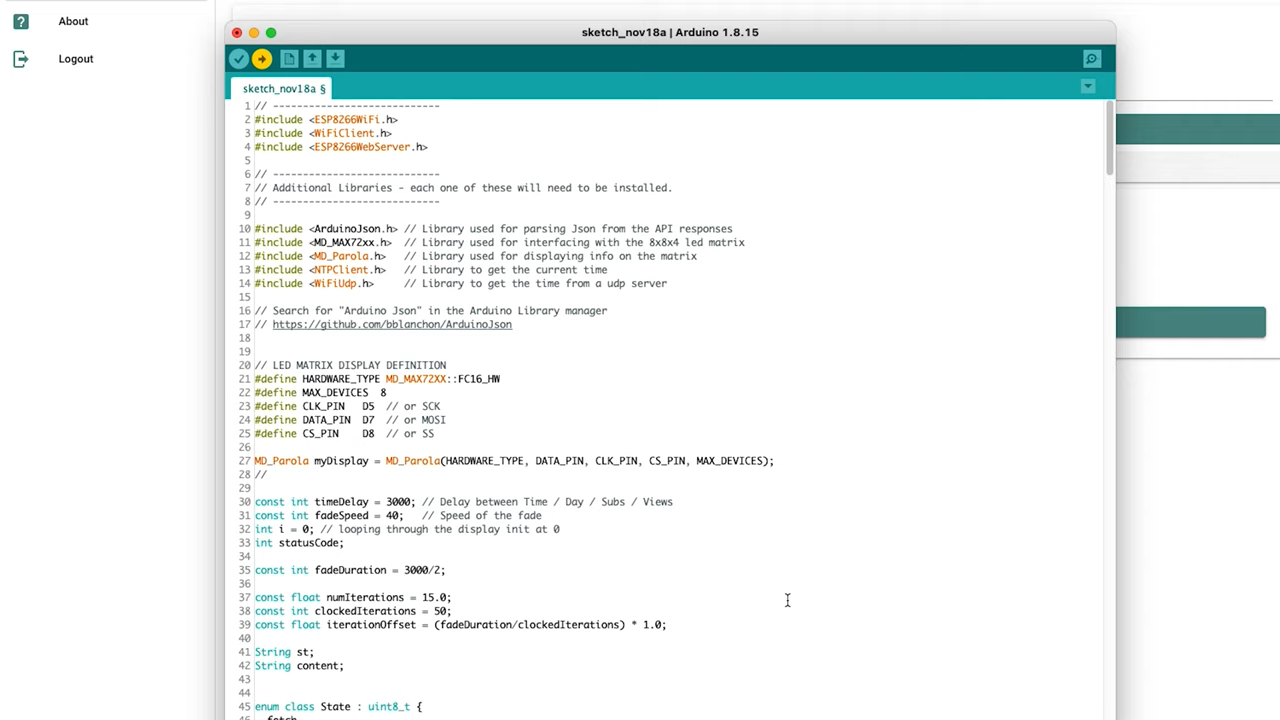 About
Logout
sketch_nov18a | Arduino 1.8.15
sketch_nov18a §
1 // ----------------------------
2 #include <ESP8266WiFi.h>
3 #include <WiFiClient.h>
4 #include <ESP8266WebServer.h>
5
6 // ----------------------------
7 // Additional Libraries - each one of these will need to be installed.
8 // ----------------------------
9
10 #include <ArduinoJson.h> // Library used for parsing Json from the API responses
11 #include <MD_MAX72xx.h>  // Library used for interfacing with the 8x8x4 led matrix
12 #include <MD_Parola.h>   // Library used for displaying info on the matrix
13 #include <NTPClient.h>   // Library to get the current time
14 #include <WiFiUdp.h>     // Library to get the time from a udp server
15
16 // Search for "Arduino Json" in the Arduino Library manager
17 // https://github.com/bblanchon/ArduinoJson
18
19
20 // LED MATRIX DISPLAY DEFINITION
21 #define HARDWARE_TYPE MD_MAX72XX::FC16_HW
22 #define MAX_DEVICES  8
23 #define CLK_PIN   D5  // or SCK
24 #define DATA_PIN  D7  // or MOSI
25 #define CS_PIN    D8  // or SS
26
27 MD_Parola myDisplay = MD_Parola(HARDWARE_TYPE, DATA_PIN, CLK_PIN, CS_PIN, MAX_DEVICES);
28 //
29
30 const int timeDelay = 3000; // Delay between Time / Day / Subs / Views
31 const int fadeSpeed = 40;   // Speed of the fade
32 int i = 0; // looping through the display init at 0
33 int statusCode;
34
35 const int fadeDuration = 3000/2;
36
37 const float numIterations = 15.0;
38 const int clockedIterations = 50;
39 const float iterationOffset = (fadeDuration/clockedIterations) * 1.0;
40
41 String st;
42 String content;
43
44
45 enum class State : uint8_t {
46   fetch